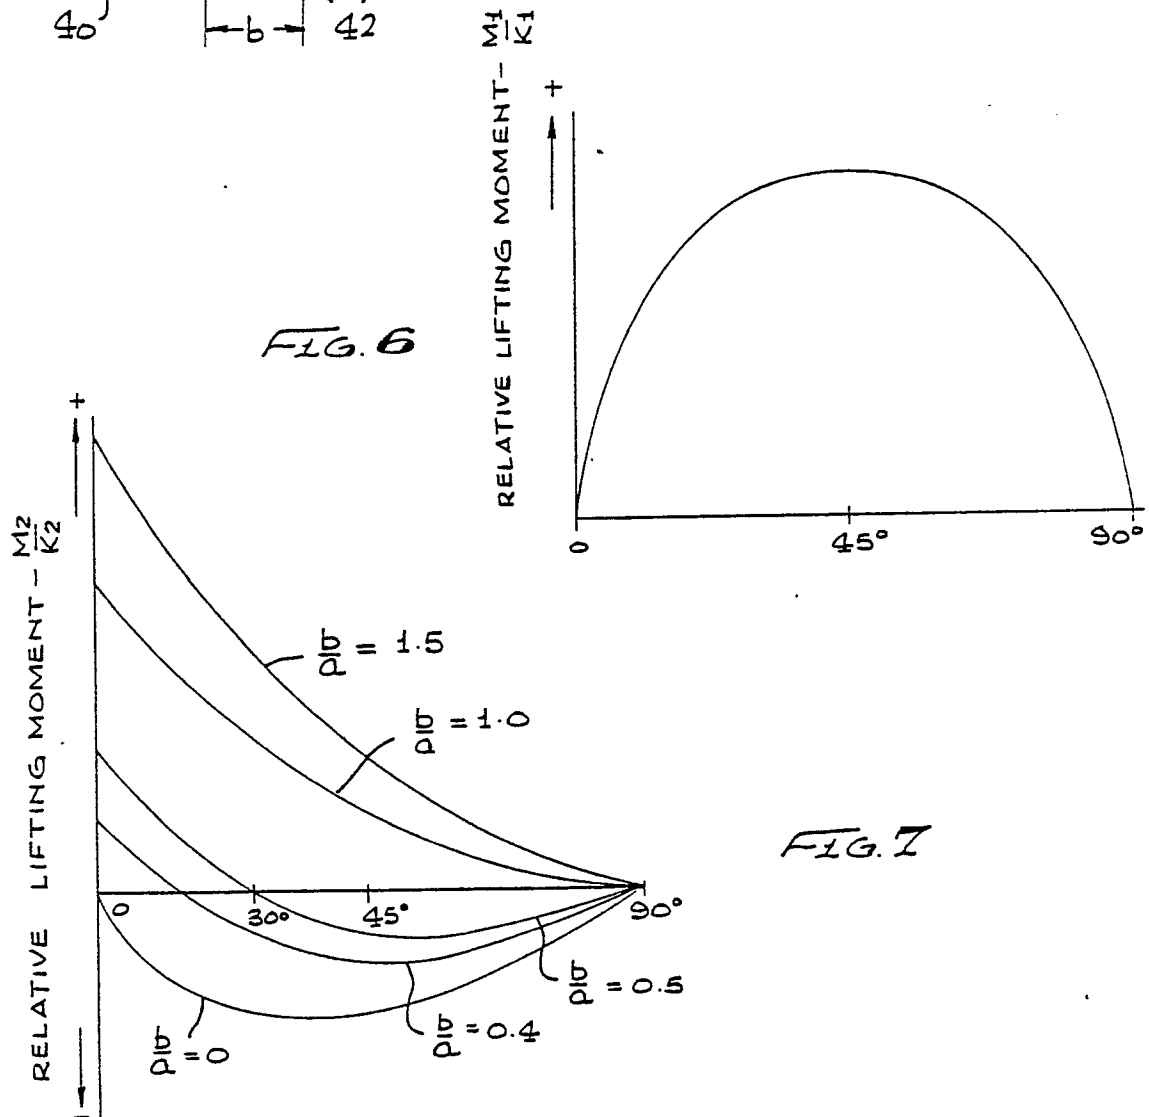 40
b
42
RELATIVE LIFTING MOMENT - M1/K1
+
0
45°
90°
FIG. 6
+
RELATIVE LIFTING MOMENT - M2/K2
b/a = 1.5
b/a = 1.0
FIG. 7
0
30°
45°
90°
b/a = 0.5
b/a = 0.4
b/a = 0